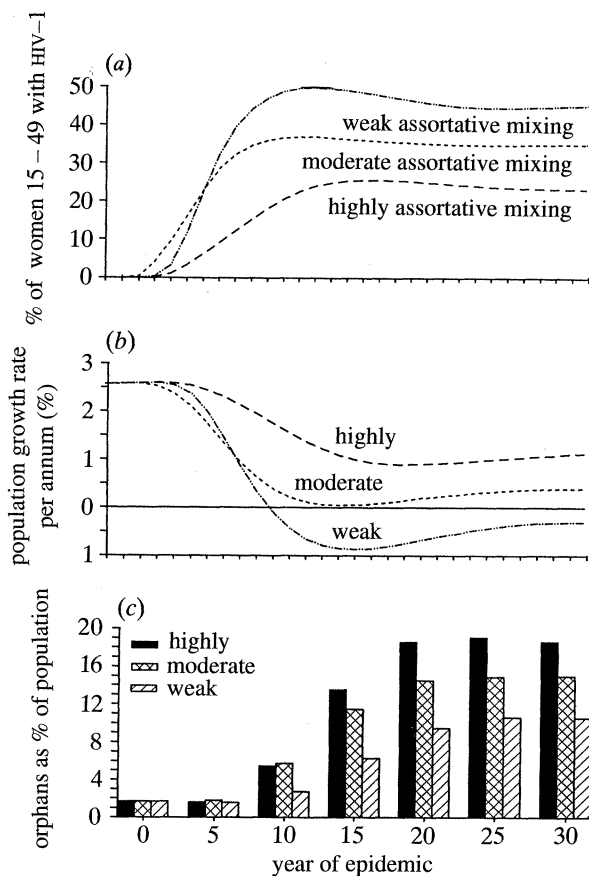 (a)
% of women 15 – 49 with HIV–1
50
40
30
20
10
0
weak assortative mixing
moderate assortative mixing
highly assortative mixing
(b)
population growth rate
per annum (%)
3
2
1
0
1
highly
moderate
weak
(c)
orphans as % of population
20
16
12
8
4
0
highly
moderate
weak
0 5 10 15 20 25 30
year of epidemic